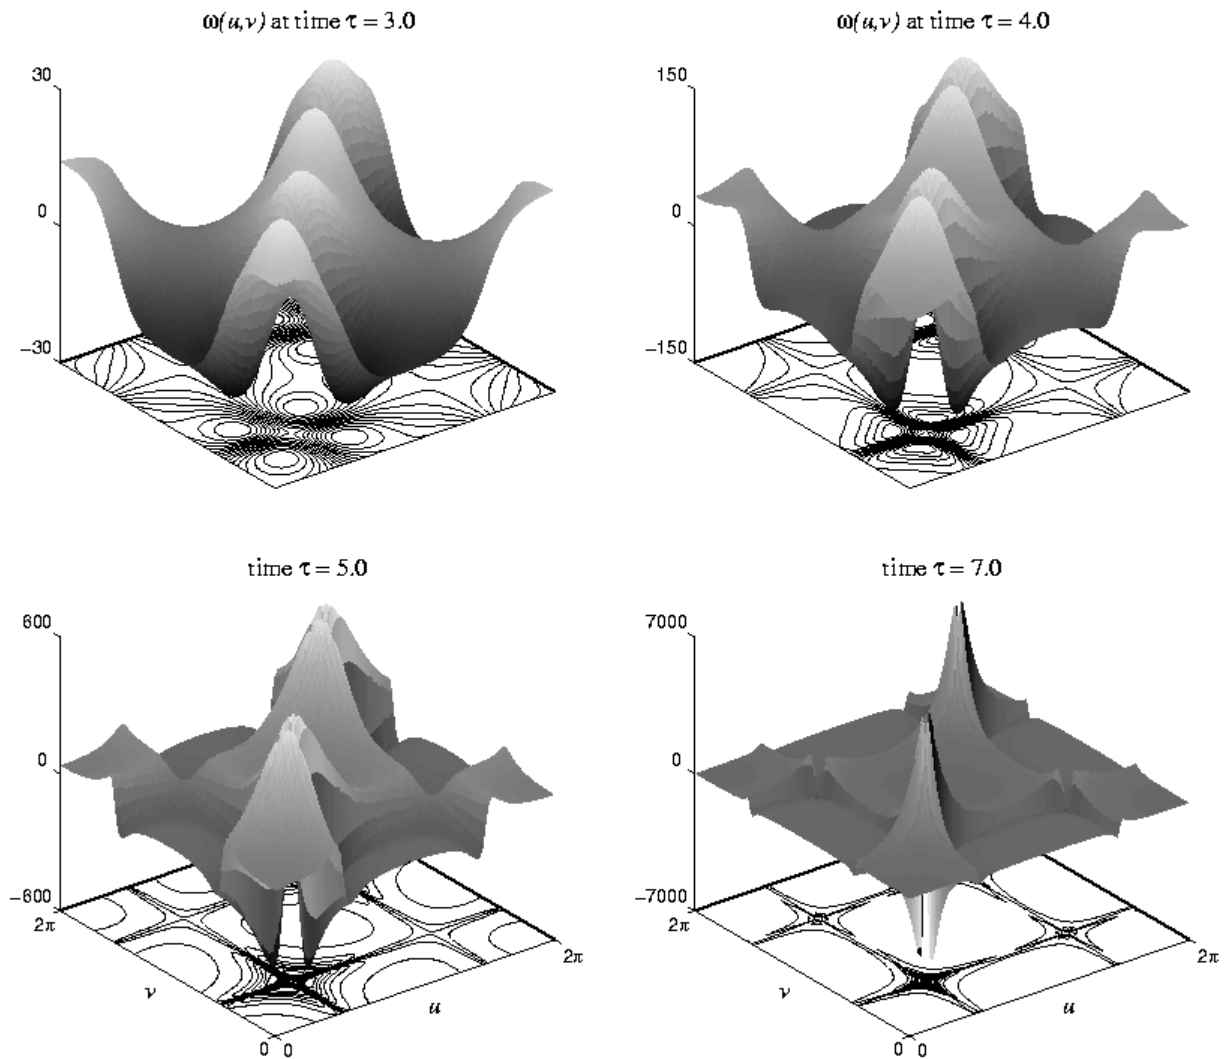 ω(u,v) at time τ = 3.0
30
0
−30
ω(u,v) at time τ = 4.0
150
0
−150
time τ = 5.0
600
0
−600
2π
ν
0 0
u
2π
time τ = 7.0
7000
0
−7000
2π
ν
0 0
u
2π